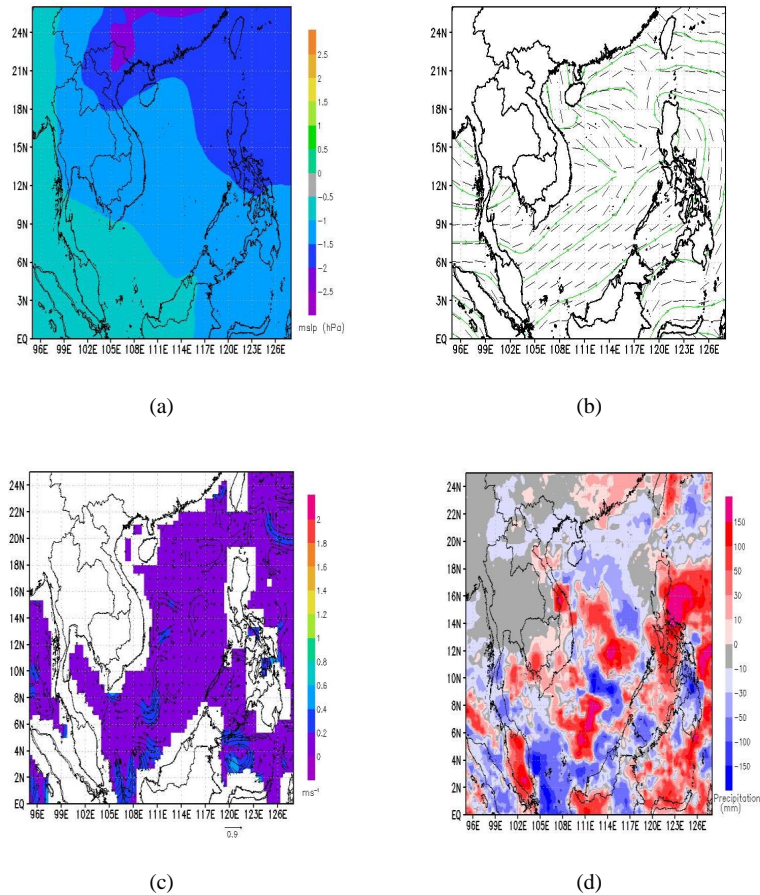 24N
21N
18N
15N
12N
9N
6N
3N
EQ
96E 99E 102E 105E 108E 111E 114E 117E 120E 123E 126E
2.5
2
1.5
1
0.5
-0.5
-1
-1.5
-2
-2.5
mslp (hPa)
24N
21N
18N
15N
12N
9N
6N
3N
EQ
96E 99E 102E 105E 108E 111E 114E 117E 120E 123E 126E
(a)
(b)
24N
22N
20N
18N
16N
14N
12N
10N
8N
6N
4N
2N
EQ
96E 99E 102E 105E 108E 111E 114E 117E 120E 123E 126E
2
1.8
1.6
1.4
1.2
1
0.8
0.6
0.4
0.2
0
ms⁻¹
0.9
24N
22N
20N
18N
16N
14N
12N
10N
8N
6N
4N
2N
EQ
96E 99E 102E 105E 108E 111E 114E 117E 120E 123E 126E
150
100
50
30
10
0
-10
-30
-50
-100
-150
Precipitation
(mm)
(c)
(d)